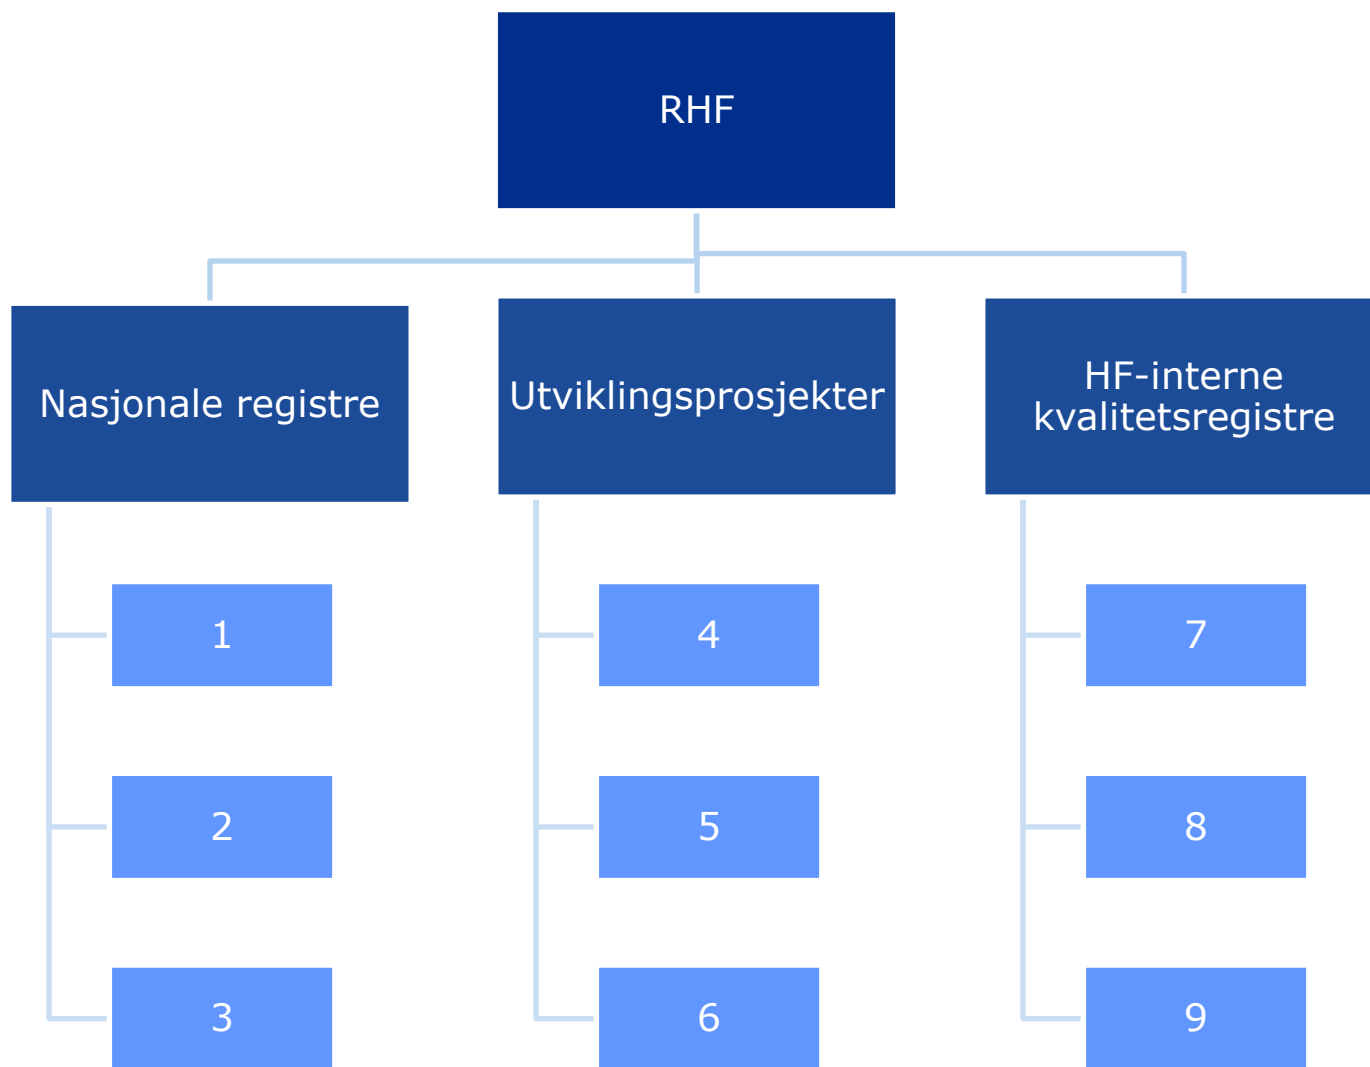 RHF
Nasjonale registre
Utviklingsprosjekter
HF-interne
kvalitetsregistre
1
4
7
2
5
8
3
6
9